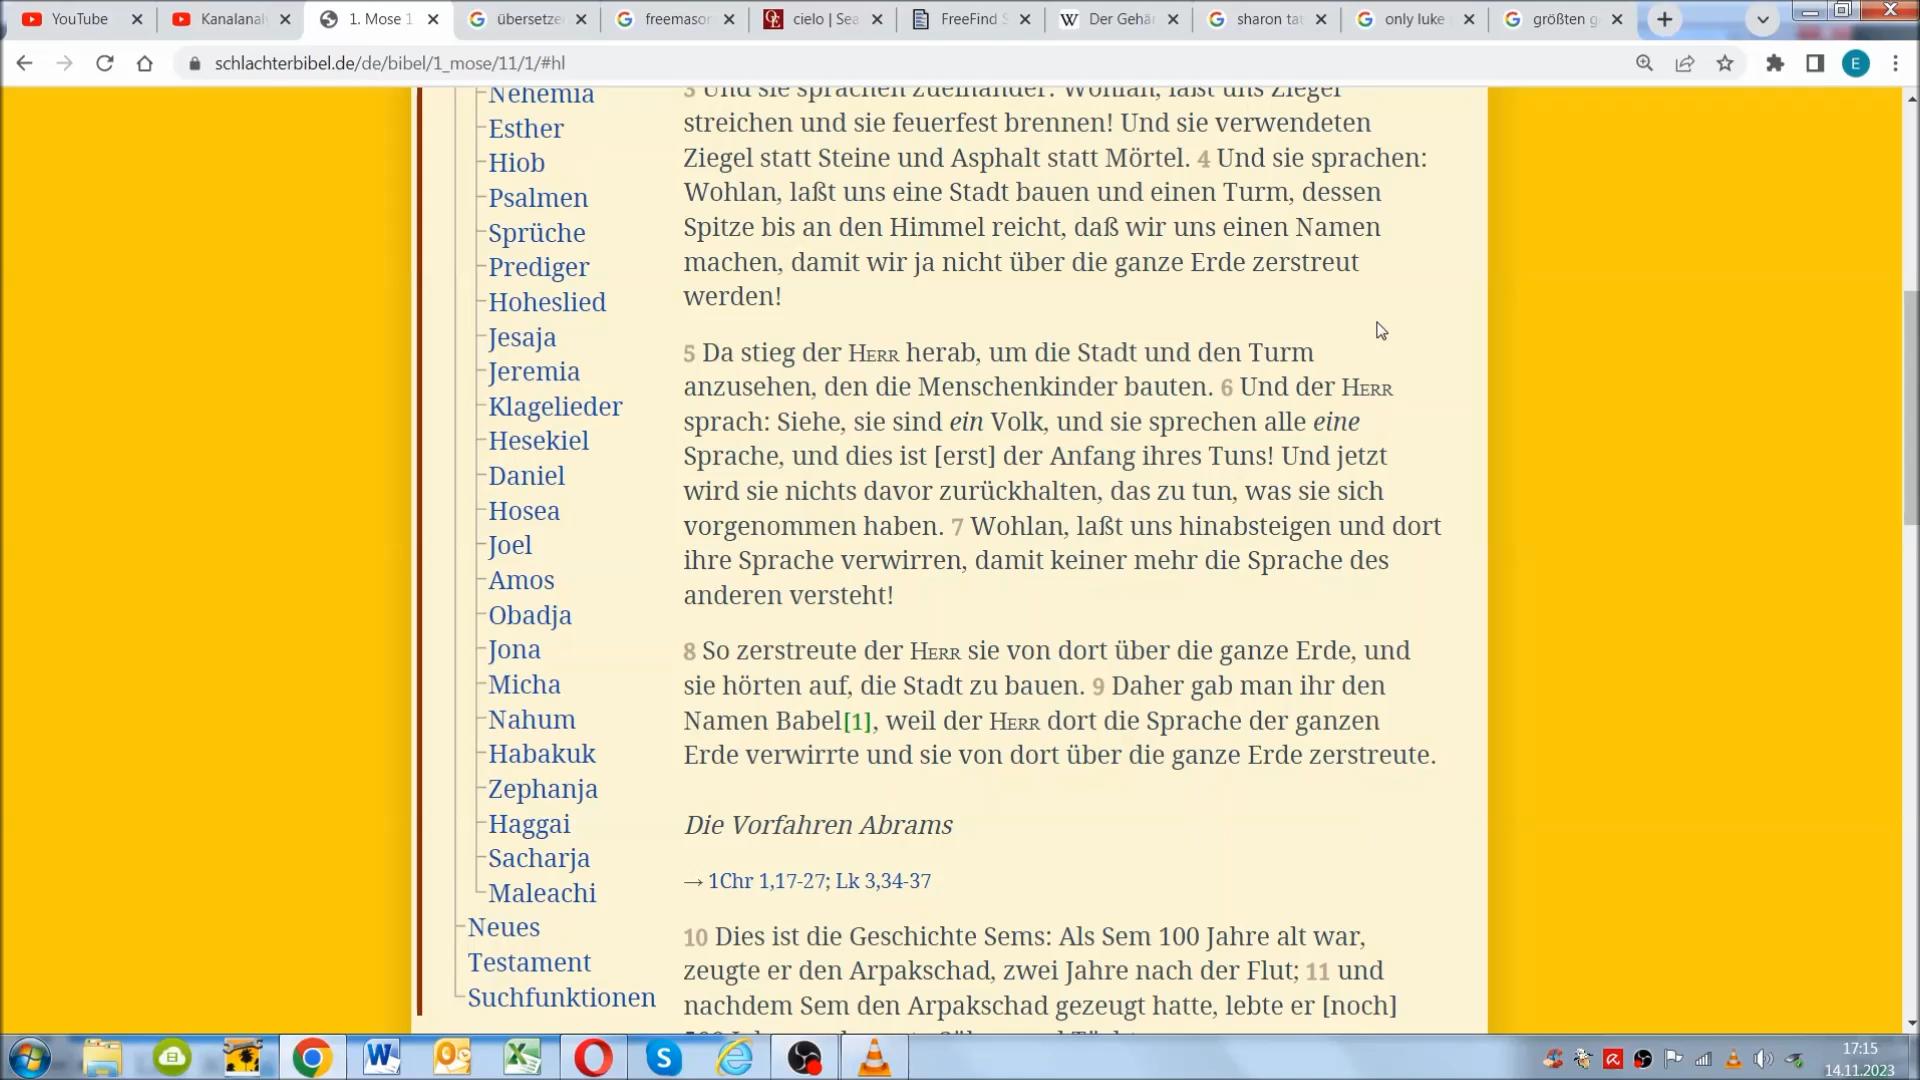 YouTube
Kanalanal
1. Mose 1
übersetze
freemason
cielo | Sea
FreeFind S
Der Gehä
sharon ta
only luke
größten g
schlachterbibel.de/de/bibel/1_mose/11/1/#hl
E
Nehemia
Esther
Hiob
Psalmen
Sprüche
Prediger
Hoheslied
Jesaja
Jeremia
Klagelieder
Hesekiel
Daniel
Hosea
Joel
Amos
Obadja
Jona
Micha
Nahum
Habakuk
Zephanja
Haggai
Sacharja
Maleachi
Neues
Testament
Suchfunktionen
3 Und sie sprachen zueinander: Wohlan, laßt uns Ziegel
streichen und sie feuerfest brennen! Und sie verwendeten
Ziegel statt Steine und Asphalt statt Mörtel. 4 Und sie sprachen:
Wohlan, laßt uns eine Stadt bauen und einen Turm, dessen
Spitze bis an den Himmel reicht, daß wir uns einen Namen
machen, damit wir ja nicht über die ganze Erde zerstreut
werden!
5 Da stieg der HERR herab, um die Stadt und den Turm
anzusehen, den die Menschenkinder bauten. 6 Und der HERR
sprach: Siehe, sie sind ein Volk, und sie sprechen alle eine
Sprache, und dies ist [erst] der Anfang ihres Tuns! Und jetzt
wird sie nichts davor zurückhalten, das zu tun, was sie sich
vorgenommen haben. 7 Wohlan, laßt uns hinabsteigen und dort
ihre Sprache verwirren, damit keiner mehr die Sprache des
anderen versteht!
8 So zerstreute der HERR sie von dort über die ganze Erde, und
sie hörten auf, die Stadt zu bauen. 9 Daher gab man ihr den
Namen Babel[1], weil der HERR dort die Sprache der ganzen
Erde verwirrte und sie von dort über die ganze Erde zerstreute.
Die Vorfahren Abrams
→ 1Chr 1,17-27; Lk 3,34-37
10 Dies ist die Geschichte Sems: Als Sem 100 Jahre alt war,
zeugte er den Arpakschad, zwei Jahre nach der Flut; 11 und
nachdem Sem den Arpakschad gezeugt hatte, lebte er [noch]
17:15
14.11.2023